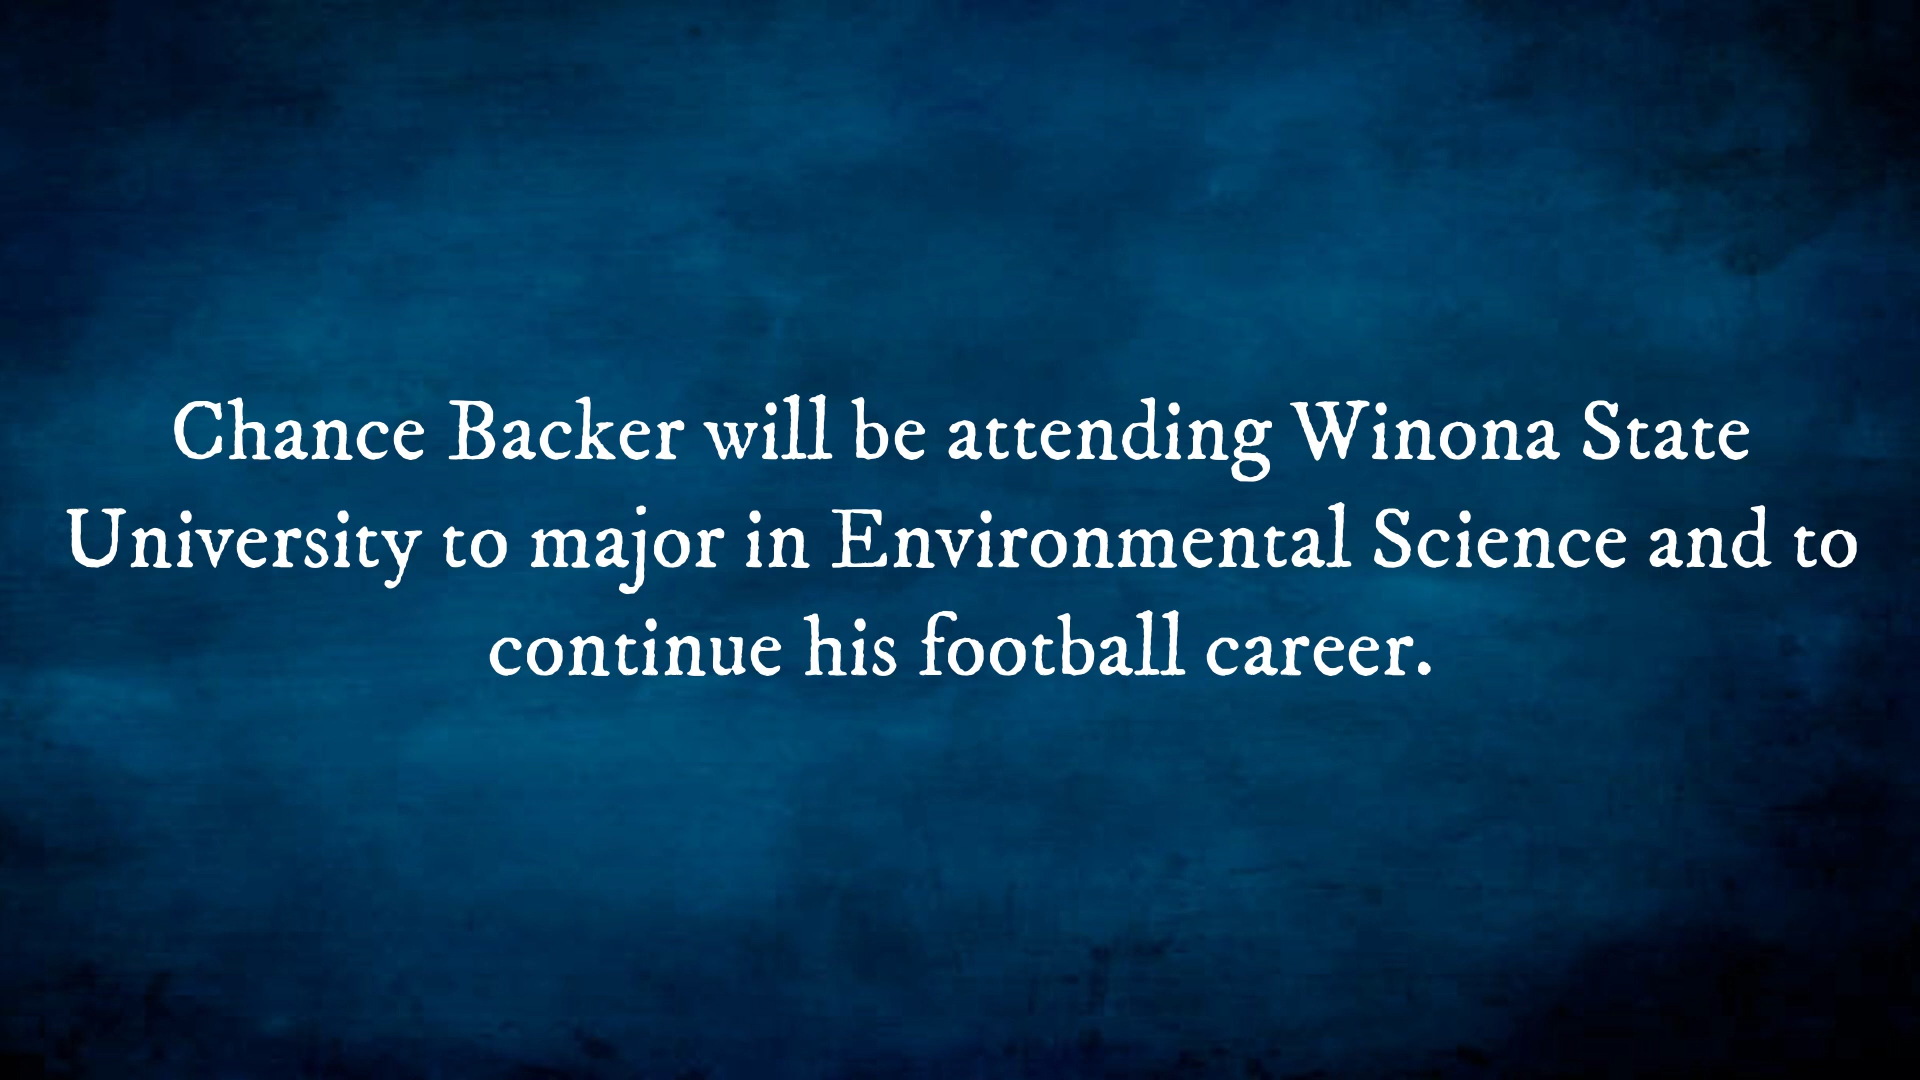 Chance Backer will be attending Winona State
University to major in Environmental Science and to
continue his football career.